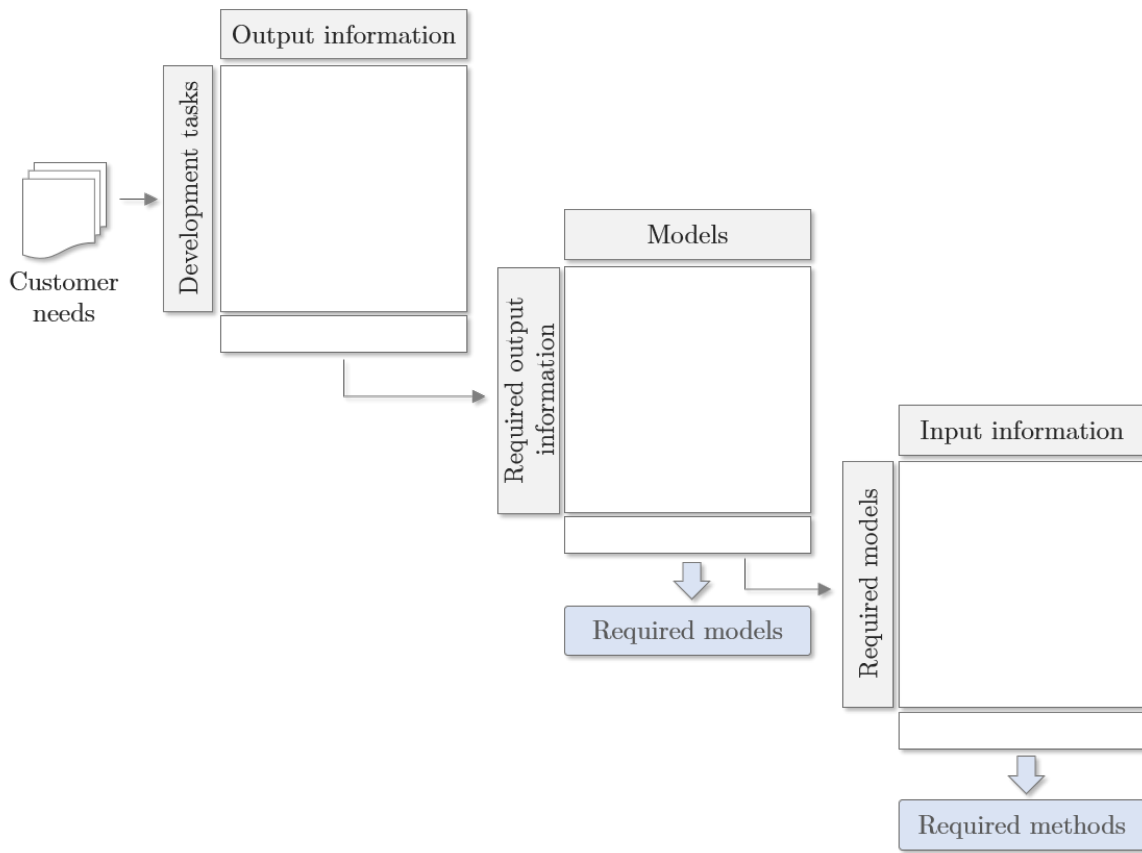 Output information
Development tasks
Customer
needs
Models
Required output
information
Input information
Required models
Required models
Required methods